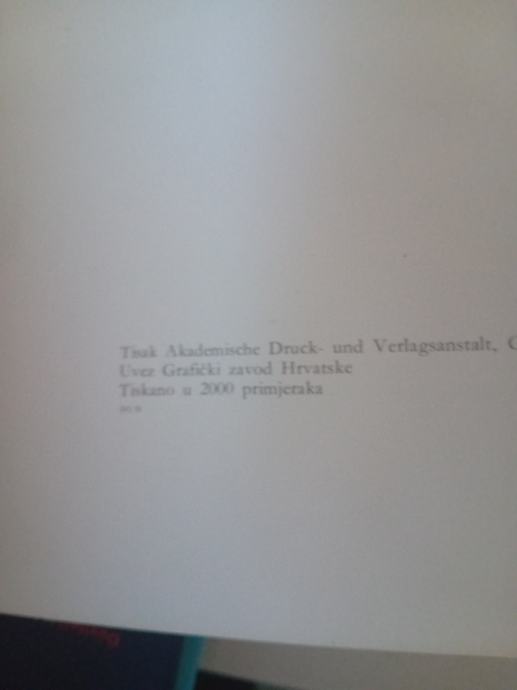 Tisak Akademische Druck- und Verlagsanstalt,
Uvez Grafički zavod Hrvatske
Tiskano u 2000 primjeraka